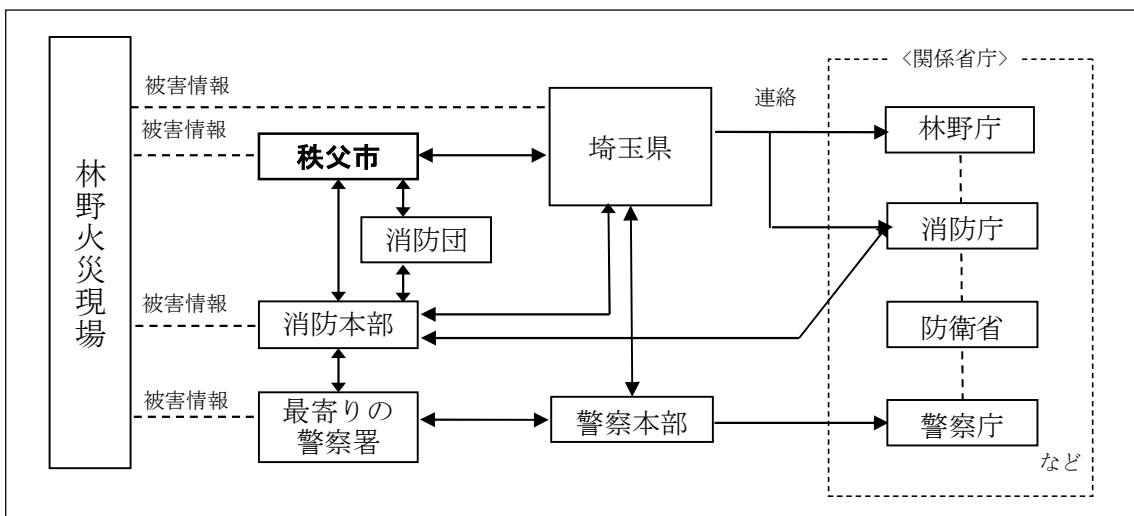 〈関係省庁〉
被害情報
連絡
被害情報
秩父市
埼玉県
林野庁
林野火災現場
消防団
消防庁
被害情報
消防本部
防衛省
被害情報
最寄りの
警察署
警察本部
警察庁
など